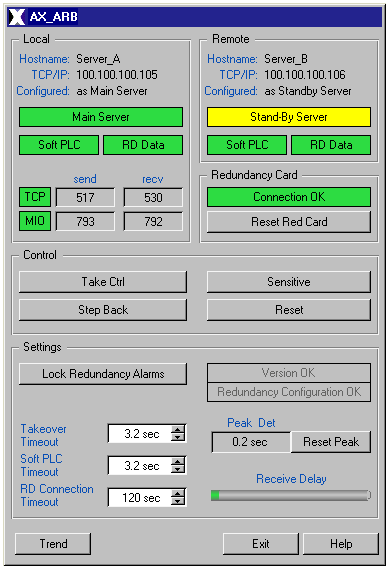 X AX_ARB
Local
Hostname: Server_A
TCP/IP: 100.100.100.105
Configured: as Main Server
Main Server
Soft PLC RD Data
send recv
TCP 517 530
MIO 793 792
Remote
Hostname: Server_B
TCP/IP: 100.100.100.106
Configured: as Standby Server
Stand-By Server
Soft PLC RD Data
Redundancy Card
Connection OK
Reset Red Card
Control
Take Ctrl Sensitive
Step Back Reset
Settings
Lock Redundancy Alarms
Version OK
Redundancy Configuration OK
Takeover
Timeout 3.2 sec
Soft PLC
Timeout 3.2 sec
RD Connection
Timeout 120 sec
Peak Det
0.2 sec Reset Peak
Receive Delay
Trend Exit Help